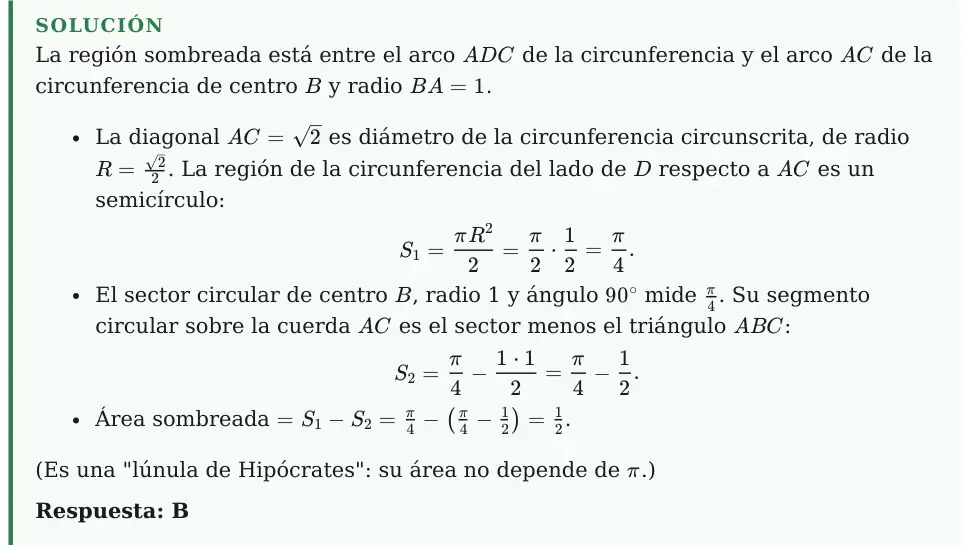 SOLUCIÓN
La región sombreada está entre el arco ADC de la circunferencia y el arco AC de la
circunferencia de centro B y radio BA = 1.
• La diagonal AC = √2 es diámetro de la circunferencia circunscrita, de radio
R = √2/2. La región de la circunferencia del lado de D respecto a AC es un
semicírculo:
S₁ = πR²/2 = π/2 · 1/2 = π/4.
• El sector circular de centro B, radio 1 y ángulo 90° mide π/4. Su segmento
circular sobre la cuerda AC es el sector menos el triángulo ABC:
S₂ = π/4 − 1·1/2 = π/4 − 1/2.
• Área sombreada = S₁ − S₂ = π/4 − (π/4 − 1/2) = 1/2.
(Es una "lúnula de Hipócrates": su área no depende de π.)
Respuesta: B